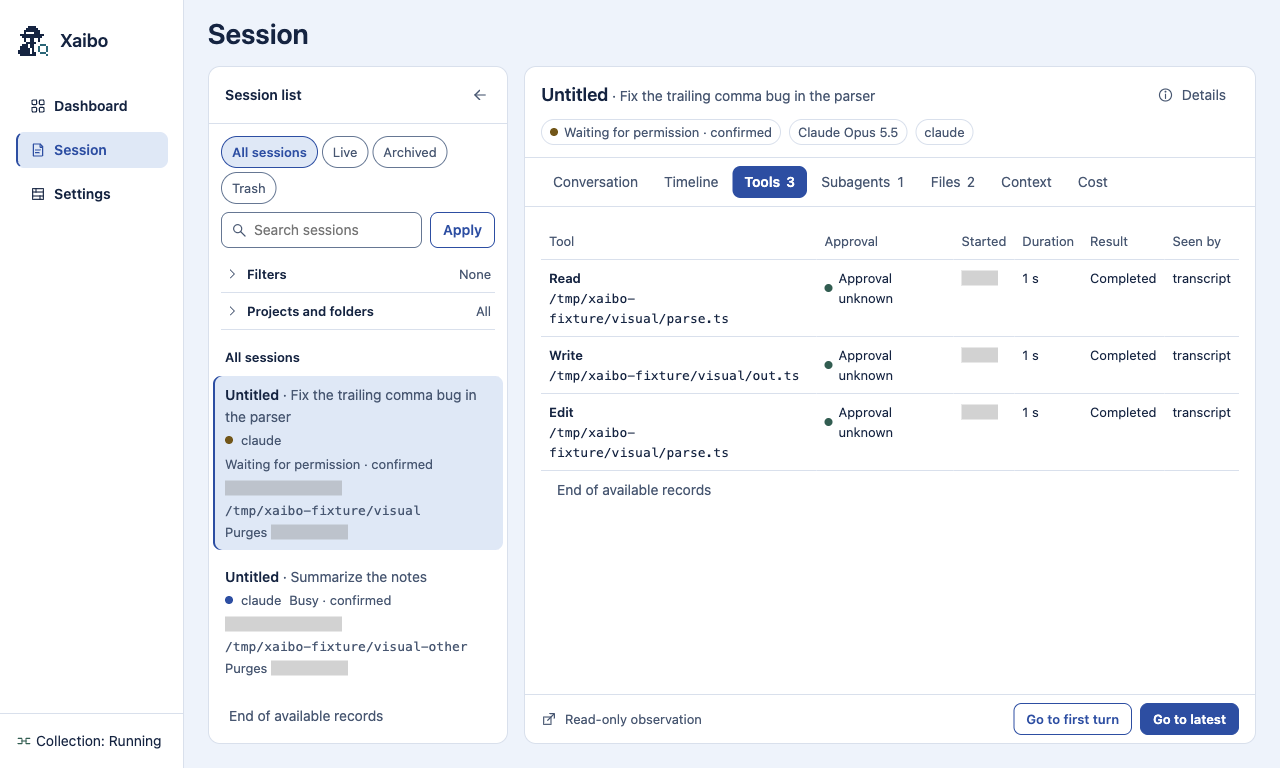 Xaibo
Dashboard
Session
Settings
Collection: Running
Session
Session list
All sessions
Live
Archived
Trash
Search sessions
Apply
Filters
None
Projects and folders
All
All sessions
Untitled · Fix the trailing comma bug in
the parser
claude
Waiting for permission · confirmed
/tmp/xaibo-fixture/visual
Purges
Untitled · Summarize the notes
claude Busy · confirmed
/tmp/xaibo-fixture/visual-other
Purges
End of available records
Untitled · Fix the trailing comma bug in the parser
Details
Waiting for permission · confirmed
Claude Opus 5.5
claude
Conversation
Timeline
Tools 3
Subagents 1
Files 2
Context
Cost
Tool Approval Started Duration Result Seen by
Read
/tmp/xaibo-
fixture/visual/parse.ts
Approval
unknown
1 s
Completed
transcript
Write
/tmp/xaibo-fixture/visual/out.ts
Approval
unknown
1 s
Completed
transcript
Edit
/tmp/xaibo-
fixture/visual/parse.ts
Approval
unknown
1 s
Completed
transcript
End of available records
Read-only observation
Go to first turn
Go to latest